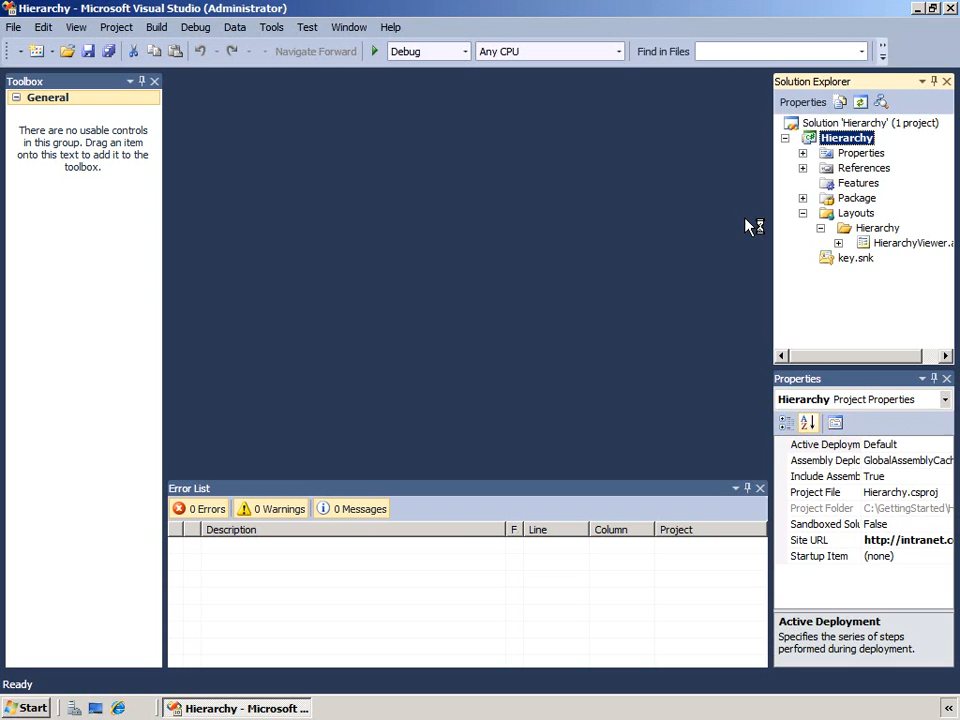 Hierarchy - Microsoft Visual Studio (Administrator)
File Edit View Project Build Debug Data Tools Test Window Help
Navigate Forward Debug Any CPU Find in Files
Toolbox
General
There are no usable controls
in this group. Drag an item
onto this text to add it to the
toolbox.
Solution Explorer
Properties
Solution 'Hierarchy' (1 project)
Hierarchy
Properties
References
Features
Package
Layouts
Hierarchy
HierarchyViewer.a
key.snk
Properties
Hierarchy Project Properties
Active Deploym Default
Assembly Deplo GlobalAssemblyCach
Include Assemb True
Project File Hierarchy.csproj
Project Folder C:\GettingStarted\H
Sandboxed Solu False
Site URL http://intranet.c
Startup Item (none)
Active Deployment
Specifies the series of steps
performed during deployment.
Error List
0 Errors 0 Warnings 0 Messages
Description F Line Column Project
Ready
Start Hierarchy - Microsoft ...